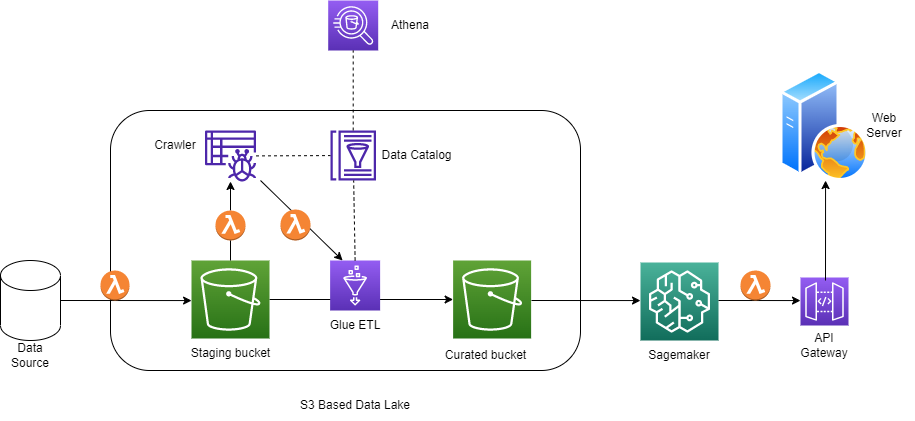 Athena
Crawler
Data Catalog
Web
Server
Data
Source
Staging bucket
Glue ETL
Curated bucket
Sagemaker
API
Gateway
S3 Based Data Lake